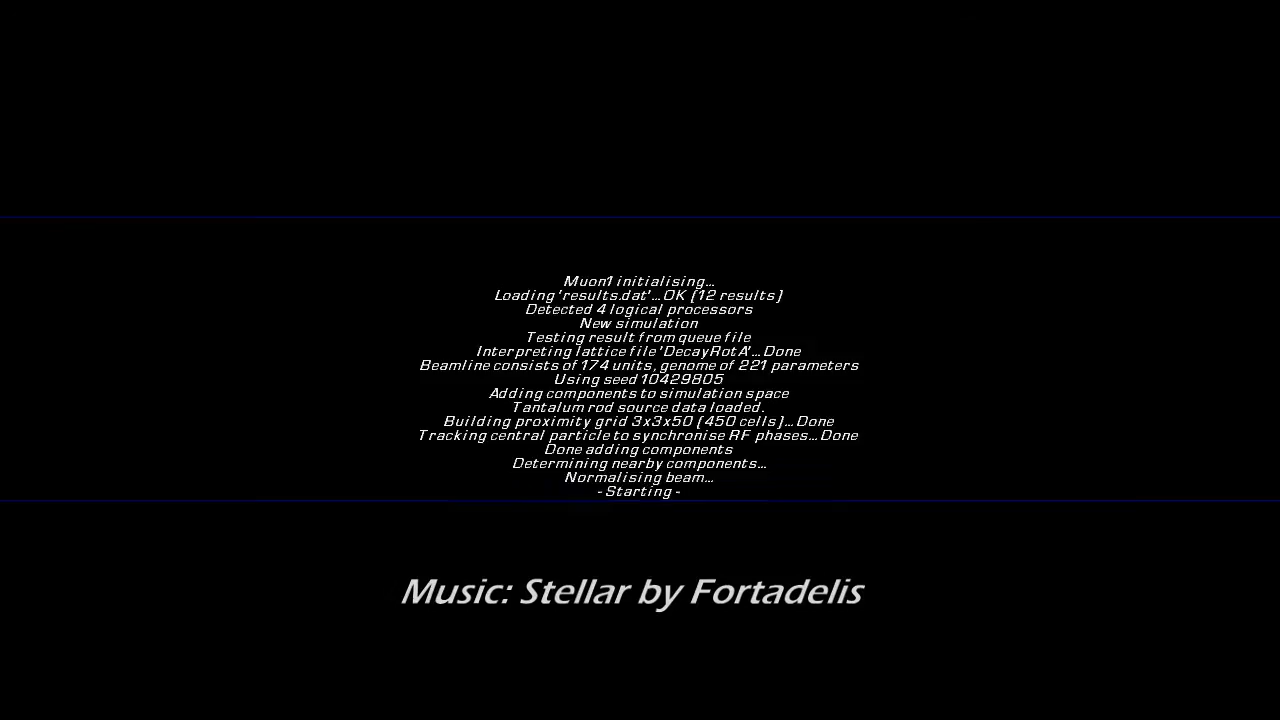 Muon1 initialising...
Loading 'results.dat'...OK [12 results]
Detected 4 logical processors
New simulation
Testing result from queue file
Interpreting lattice file 'DecayRotA'...Done
Beamline consists of 174 units, genome of 221 parameters
Using seed 10429805
Adding components to simulation space
Tantalum rod source data loaded.
Building proximity grid 3x3x50 [450 cells]...Done
Tracking central particle to synchronise RF phases...Done
Done adding components
Determining nearby components...
Normalising beam...
- Starting -
Music: Stellar by Fortadelis